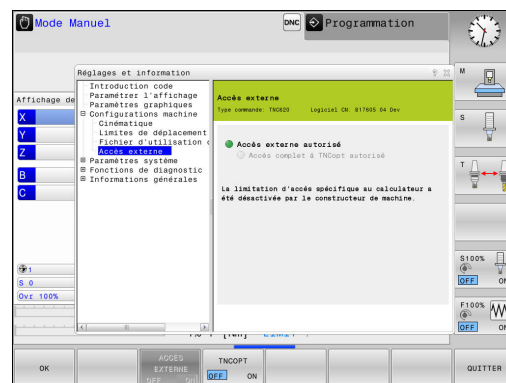 Mode Manuel
DNC
Programmation
Réglages et information
Affichage de
X
Y
Z
B
C
1
S 0
Ovr 100%
Introduction code
Paramétrer l'affichage
Paramètres graphiques
Configurations machine
Cinématique
Limites de déplacement
Fichier d'utilisation
Accès externe
Paramètres système
Fonctions de diagnostic
Informations générales
Accès externe
Type commande: TNC620 Logiciel CN: 817605 04 Dev
Accès externe autorisé
Accès complet à TNCopt autorisé
La limitation d'accès spécifique au calculateur a
été désactivée par le constructeur de machine.
M
S
T
S100%
OFF ON
F100%
OFF ON
OK
ACCES
EXTERNE
OFF ON
TNCOPT
OFF ON
QUITTER